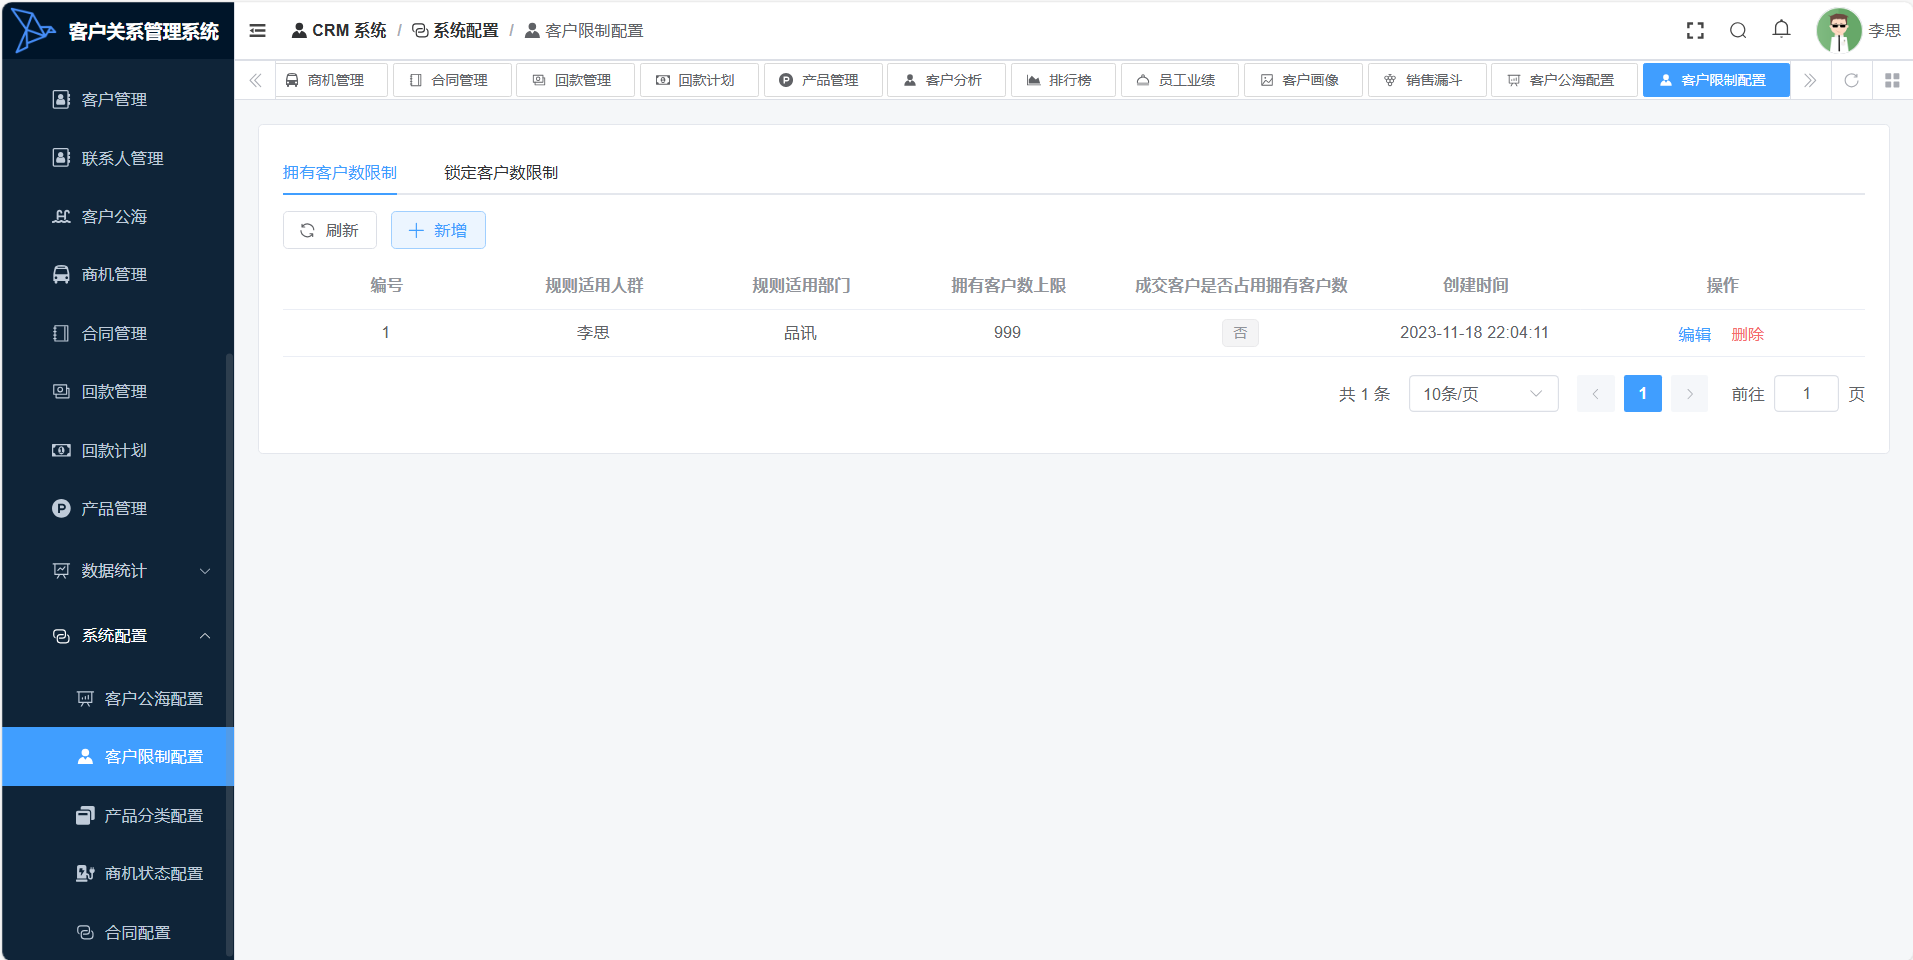 客户关系管理系统
CRM 系统 / 系统配置 / 客户限制配置
李思
商机管理 合同管理 回款管理 回款计划 产品管理 客户分析 排行榜 员工业绩 客户画像 销售漏斗 客户公海配置 客户限制配置
客户管理
联系人管理
客户公海
商机管理
合同管理
回款管理
回款计划
产品管理
数据统计
系统配置
客户公海配置
客户限制配置
产品分类配置
商机状态配置
合同配置
拥有客户数限制 锁定客户数限制
刷新 新增
编号 规则适用人群 规则适用部门 拥有客户数上限 成交客户是否占用拥有客户数 创建时间 操作
1 李思 品讯 999 否 2023-11-18 22:04:11 编辑 删除
共 1 条 10条/页 1 前往 1 页